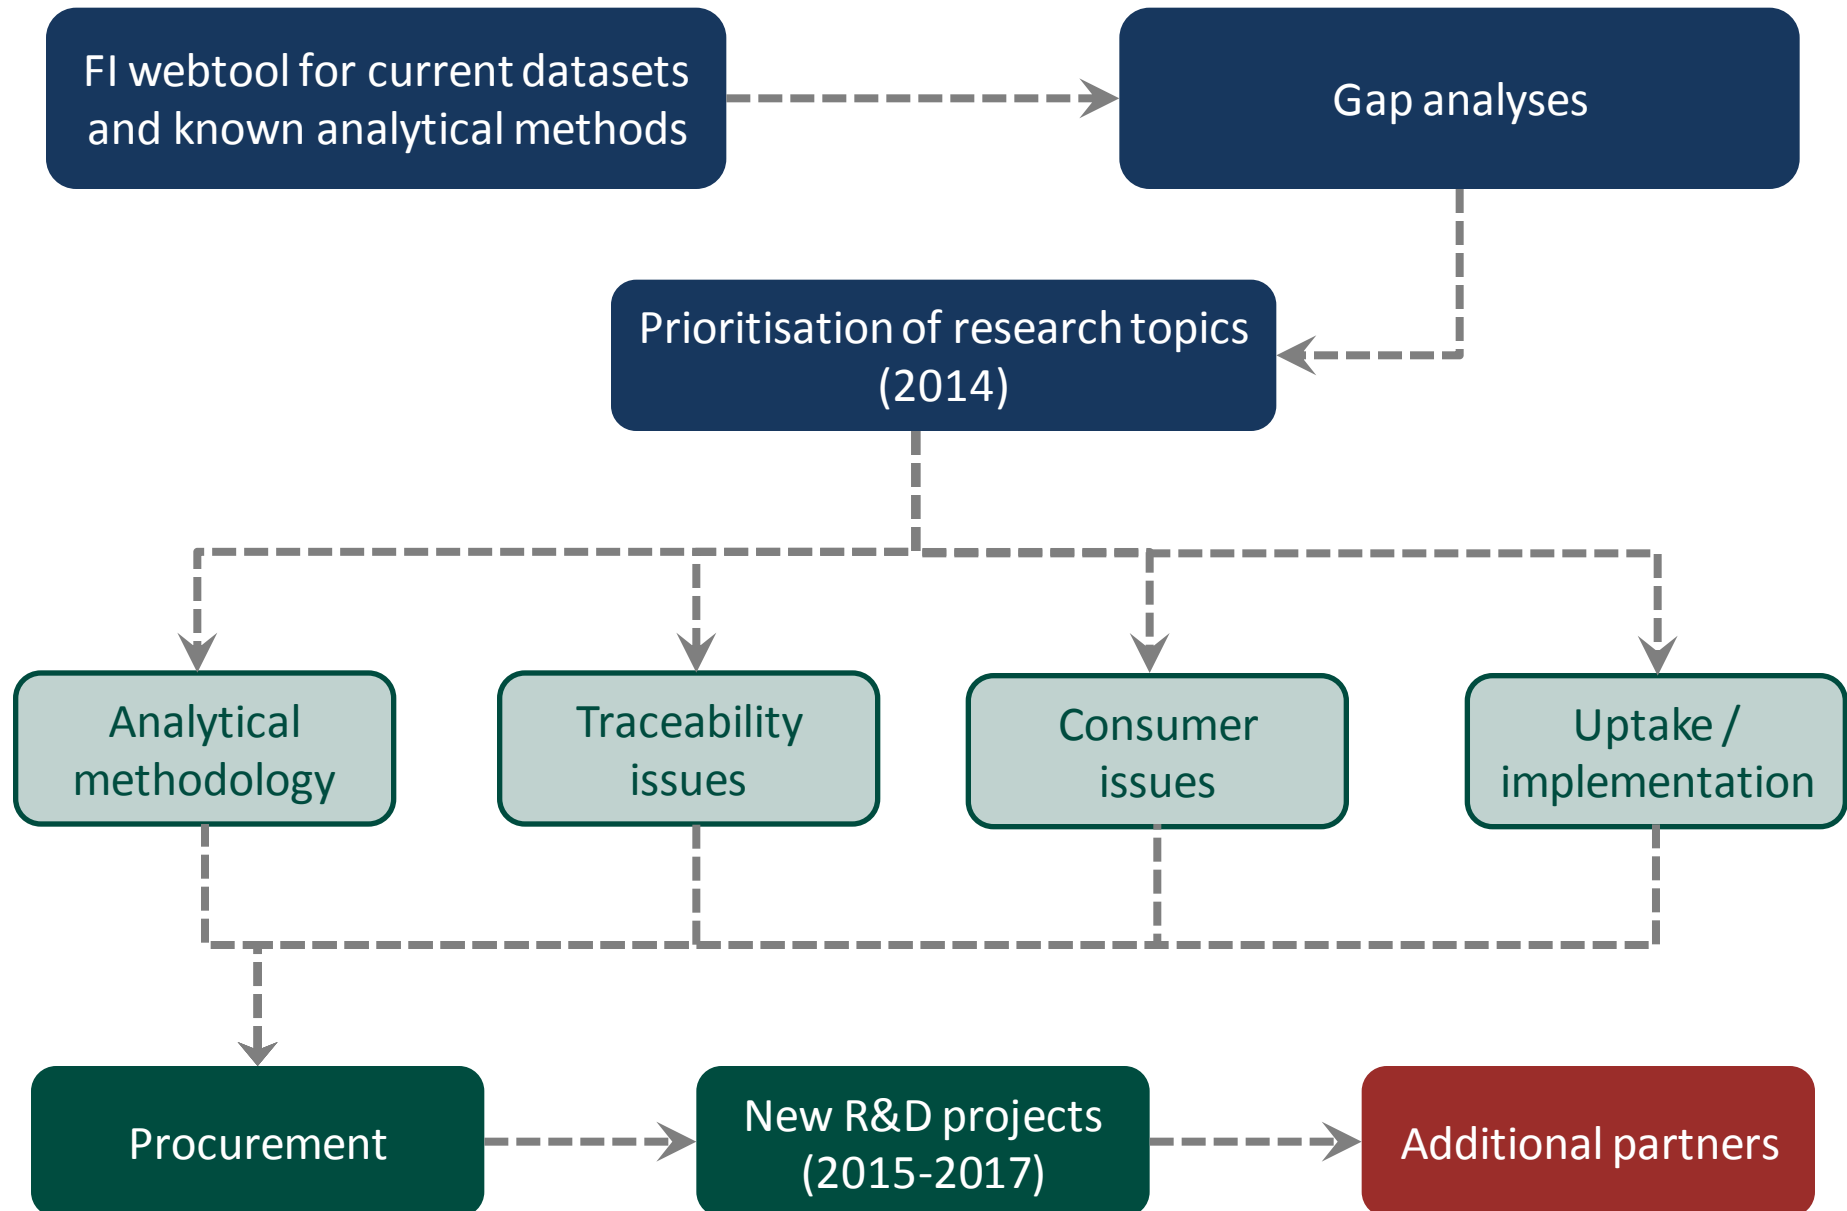 FI webtool for current datasets
and known analytical methods
Gap analyses
Prioritisation of research topics
(2014)
Analytical
methodology
Traceability
issues
Consumer
issues
Uptake /
implementation
Procurement
New R&D projects
(2015-2017)
Additional partners